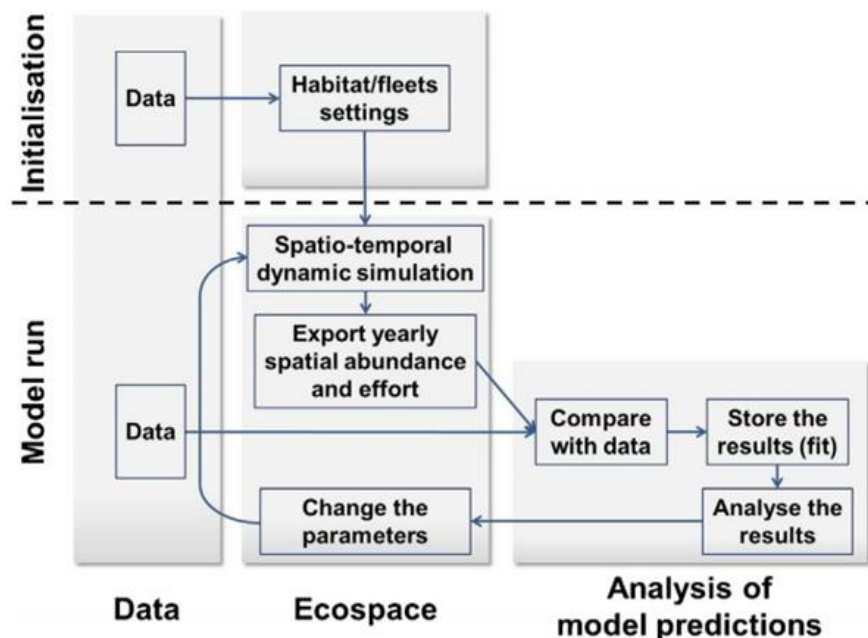 Initialisation
Data
Habitat/fleets
settings
Model run
Spatio-temporal
dynamic simulation
Export yearly
spatial abundance
and effort
Data
Compare
with data
Store the
results (fit)
Change the
parameters
Analyse the
results
Data
Ecospace
Analysis of
model predictions